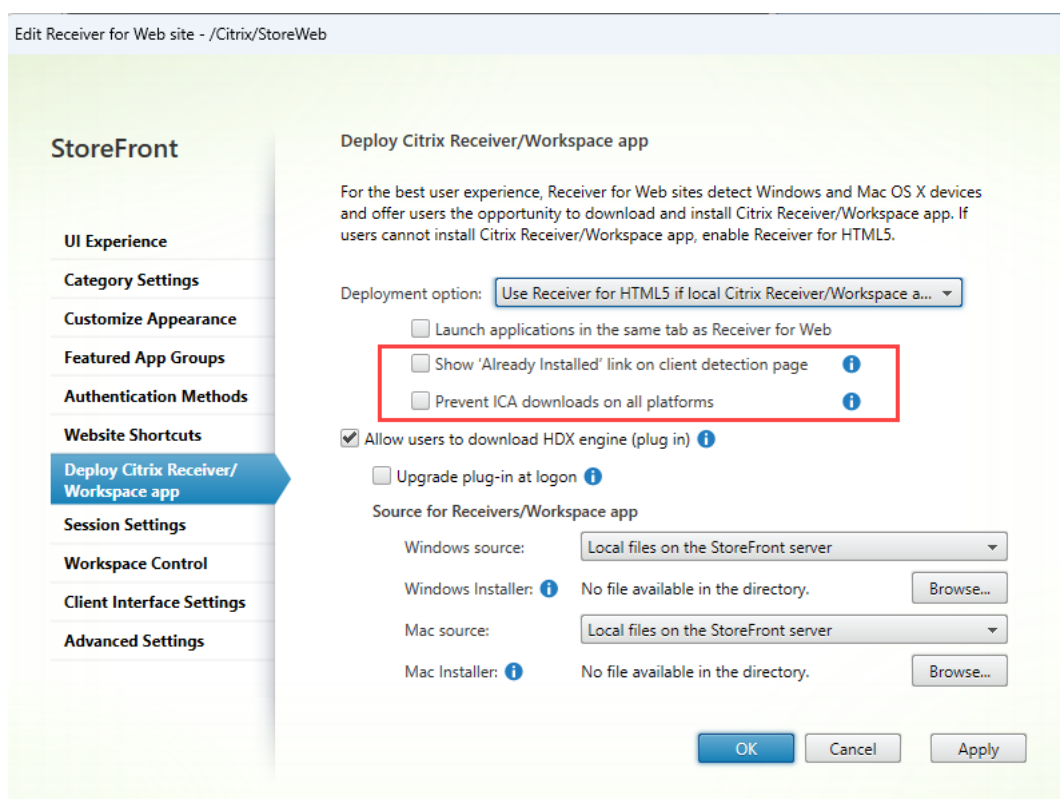 Edit Receiver for Web site - /Citrix/StoreWeb
StoreFront
UI Experience
Category Settings
Customize Appearance
Featured App Groups
Authentication Methods
Website Shortcuts
Deploy Citrix Receiver/
Workspace app
Session Settings
Workspace Control
Client Interface Settings
Advanced Settings
Deploy Citrix Receiver/Workspace app
For the best user experience, Receiver for Web sites detect Windows and Mac OS X devices
and offer users the opportunity to download and install Citrix Receiver/Workspace app. If
users cannot install Citrix Receiver/Workspace app, enable Receiver for HTML5.
Deployment option: Use Receiver for HTML5 if local Citrix Receiver/Workspace a...
Launch applications in the same tab as Receiver for Web
Show ‘Already Installed’ link on client detection page
Prevent ICA downloads on all platforms
Allow users to download HDX engine (plug in)
Upgrade plug-in at logon
Source for Receivers/Workspace app
Windows source: Local files on the StoreFront server
Windows Installer: No file available in the directory. Browse...
Mac source: Local files on the StoreFront server
Mac Installer: No file available in the directory. Browse...
OK Cancel Apply